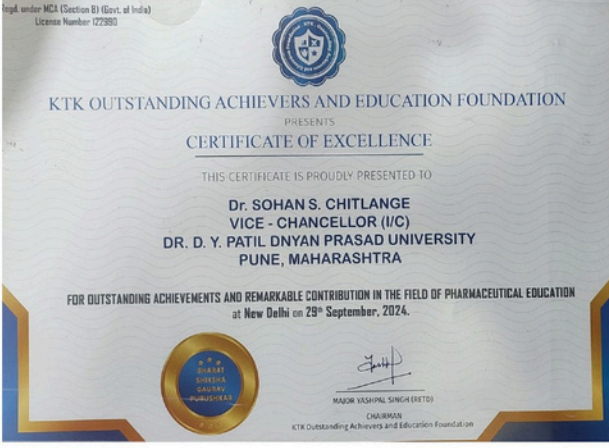 Regd. under MCA (Section 8) (Govt. of India)
License Number 122990
KTK OUTSTANDING ACHIEVERS AND EDUCATION FOUNDATION
PRESENTS
CERTIFICATE OF EXCELLENCE
THIS CERTIFICATE IS PROUDLY PRESENTED TO
Dr. SOHAN S. CHITLANGE
VICE - CHANCELLOR (I/C)
DR. D. Y. PATIL DNYAN PRASAD UNIVERSITY
PUNE, MAHARASHTRA
FOR OUTSTANDING ACHIEVEMENTS AND REMARKABLE CONTRIBUTION IN THE FIELD OF PHARMACEUTICAL EDUCATION
at New Delhi on 29th September, 2024.
BHARAT
SHIKSHA
GAURAV
PURUSHKAR
MAJOR YASHPAL SINGH (RETD)
CHAIRMAN
KTK Outstanding Achievers and Education Foundation